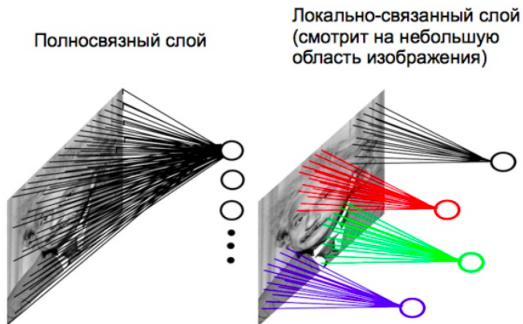 Полносвязный слой
Локально-связанный слой
(смотрит на небольшую
область изображения)